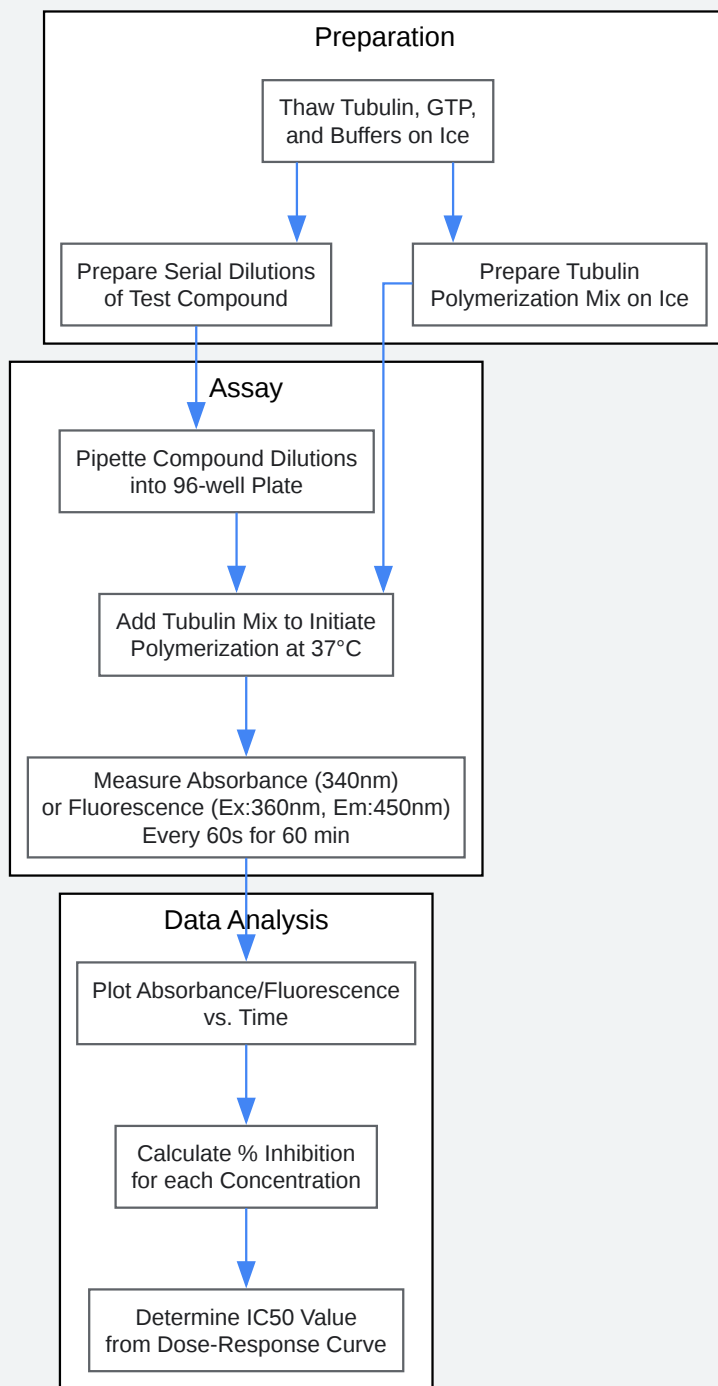 Preparation
Thaw Tubulin, GTP,
and Buffers on Ice
Prepare Serial Dilutions
of Test Compound
Prepare Tubulin
Polymerization Mix on Ice
Assay
Pipette Compound Dilutions
into 96-well Plate
Add Tubulin Mix to Initiate
Polymerization at 37°C
Measure Absorbance (340nm)
or Fluorescence (Ex:360nm, Em:450nm)
Every 60s for 60 min
Data Analysis
Plot Absorbance/Fluorescence
vs. Time
Calculate % Inhibition
for each Concentration
Determine IC50 Value
from Dose-Response Curve